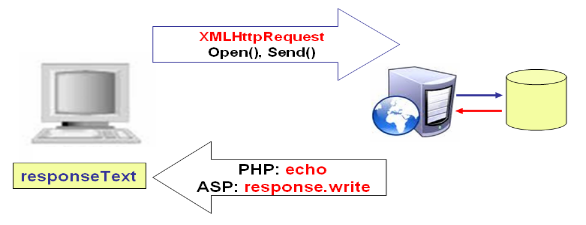 XMLHttpRequest
Open(), Send()
responseText
PHP: echo
ASP: response.write